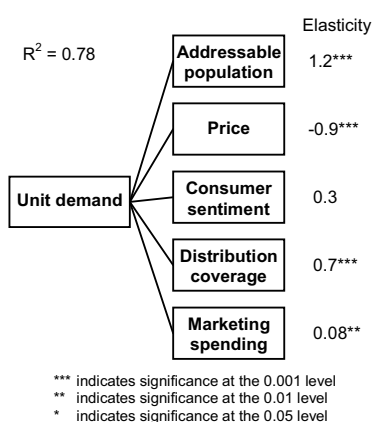 Elasticity
R² = 0.78
Addressable
population
1.2***
Price
-0.9***
Unit demand
Consumer
sentiment
0.3
Distribution
coverage
0.7***
Marketing
spending
0.08**
*** indicates significance at the 0.001 level
** indicates significance at the 0.01 level
* indicates significance at the 0.05 level